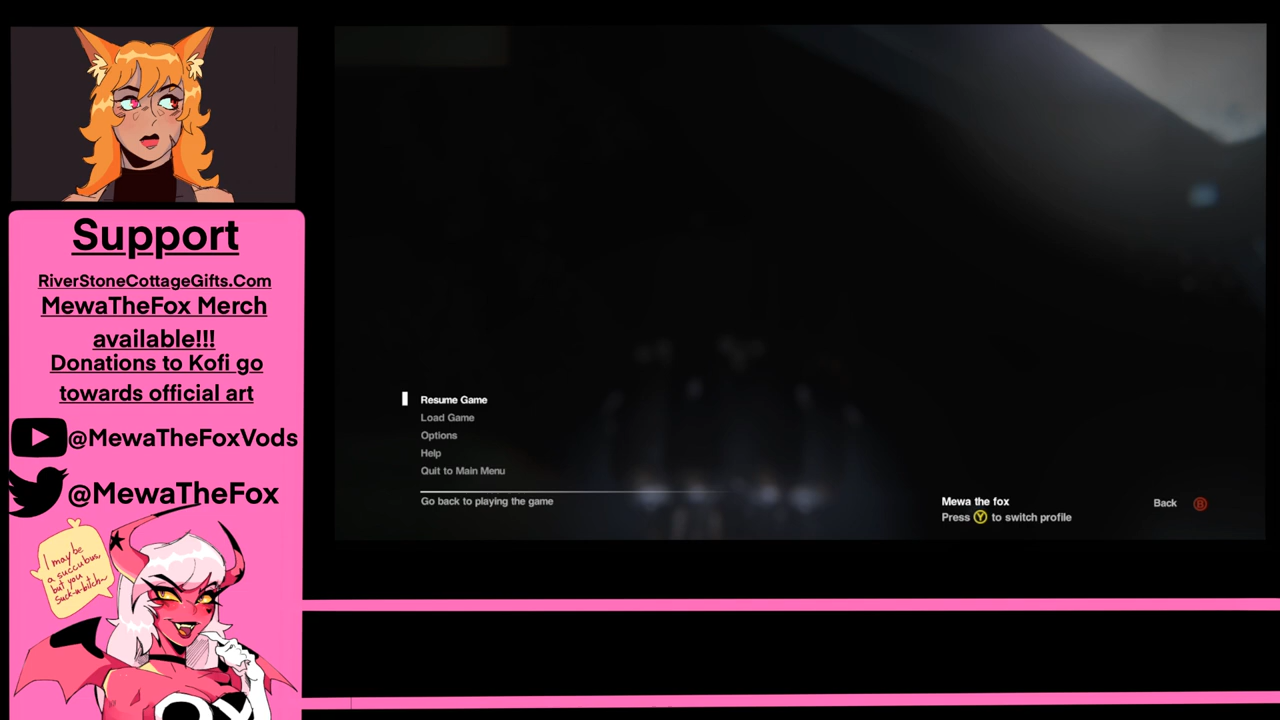 Support
RiverStoneCottageGifts.Com
MewaTheFox Merch
available!!!
Donations to Kofi go
towards official art
@MewaTheFoxVods
@MewaTheFox
I may be
a succubus,
but you
suck-a-bitch~
Resume Game
Load Game
Options
Help
Quit to Main Menu
Go back to playing the game
Mewa the fox
Press Y to switch profile
Back B